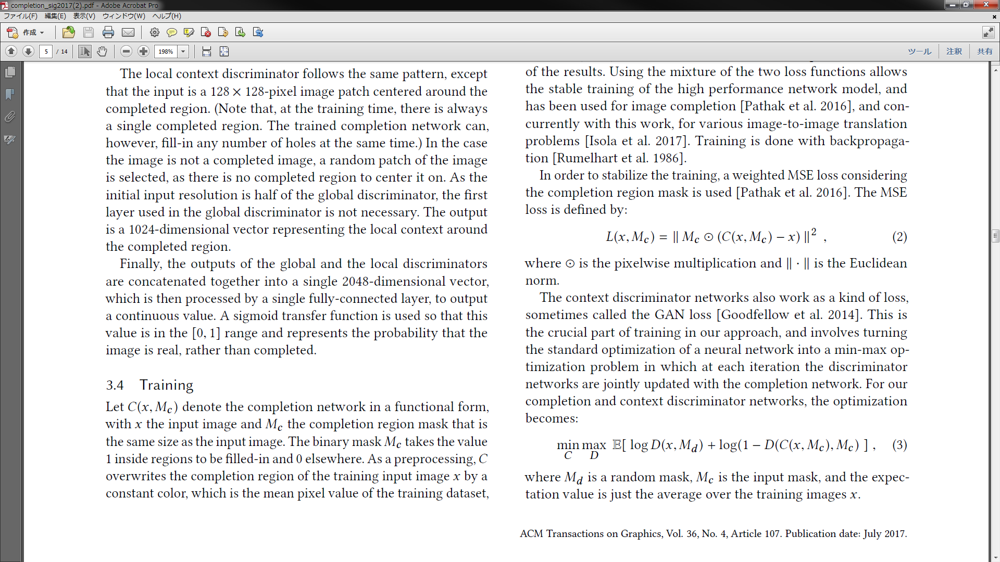 completion_sig2017(2).pdf - Adobe Acrobat Pro
ファイル(F) 編集(E) 表示(V) ウィンドウ(W) ヘルプ(H)
作成
5 / 14 198% ツール 注釈 共有
The local context discriminator follows the same pattern, except
that the input is a 128 × 128-pixel image patch centered around the
completed region. (Note that, at the training time, there is always
a single completed region. The trained completion network can,
however, fill-in any number of holes at the same time.) In the case
the image is not a completed image, a random patch of the image
is selected, as there is no completed region to center it on. As the
initial input resolution is half of the global discriminator, the first
layer used in the global discriminator is not necessary. The output
is a 1024-dimensional vector representing the local context around
the completed region.
Finally, the outputs of the global and the local discriminators
are concatenated together into a single 2048-dimensional vector,
which is then processed by a single fully-connected layer, to output
a continuous value. A sigmoid transfer function is used so that this
value is in the [0, 1] range and represents the probability that the
image is real, rather than completed.
3.4 Training
Let C(x, M_c) denote the completion network in a functional form,
with x the input image and M_c the completion region mask that is
the same size as the input image. The binary mask M_c takes the value
1 inside regions to be filled-in and 0 elsewhere. As a preprocessing, C
overwrites the completion region of the training input image x by a
constant color, which is the mean pixel value of the training dataset,
of the results. Using the mixture of the two loss functions allows
the stable training of the high performance network model, and
has been used for image completion [Pathak et al. 2016], and con-
currently with this work, for various image-to-image translation
problems [Isola et al. 2017]. Training is done with backpropaga-
tion [Rumelhart et al. 1986].
In order to stabilize the training, a weighted MSE loss considering
the completion region mask is used [Pathak et al. 2016]. The MSE
loss is defined by:
L(x, M_c) = ∥ M_c ⊙ (C(x, M_c) − x) ∥² , (2)
where ⊙ is the pixelwise multiplication and ∥ · ∥ is the Euclidean
norm.
The context discriminator networks also work as a kind of loss,
sometimes called the GAN loss [Goodfellow et al. 2014]. This is
the crucial part of training in our approach, and involves turning
the standard optimization of a neural network into a min-max op-
timization problem in which at each iteration the discriminator
networks are jointly updated with the completion network. For our
completion and context discriminator networks, the optimization
becomes:
min_C max_D 𝔼[ log D(x, M_d) + log(1 − D(C(x, M_c), M_c) ] , (3)
where M_d is a random mask, M_c is the input mask, and the expec-
tation value is just the average over the training images x.
ACM Transactions on Graphics, Vol. 36, No. 4, Article 107. Publication date: July 2017.